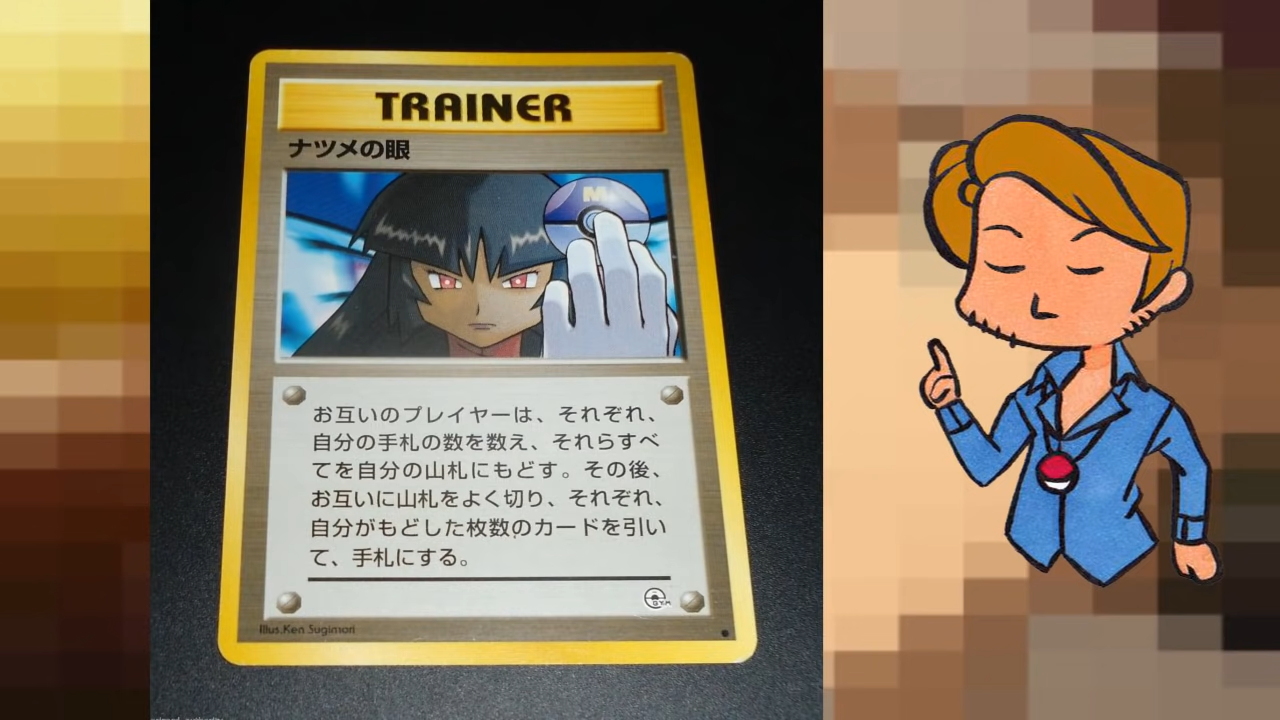 TRAINER
ナツメの眼
M
お互いのプレイヤーは、それぞれ、
自分の手札の数を数え、それらすべ
てを自分の山札にもどす。その後、
お互いに山札をよく切り、それぞれ、
自分がもどした枚数のカードを引い
て、手札にする。
GYM
Illus.Ken Sugimori